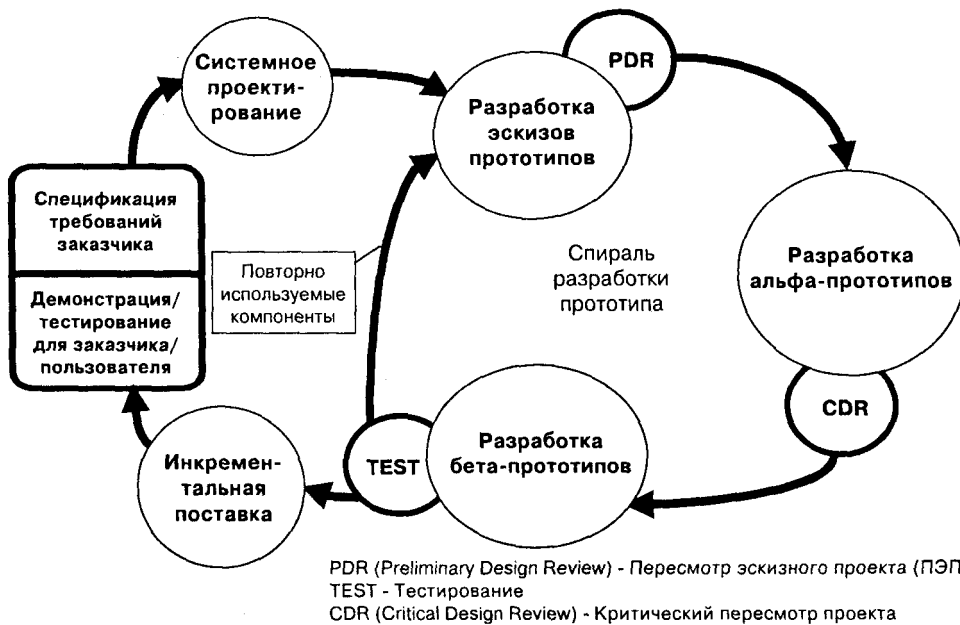 Системное
проекти-
рование
PDR
Разработка
эскизов
прототипов
Спецификация
требований
заказчика
Демонстрация/
тестирование
для заказчика/
пользователя
Повторно
используемые
компоненты
Спираль
разработки
прототипа
Разработка
альфа-прототипов
CDR
Разработка
бета-прототипов
TEST
Инкремен-
тальная
поставка
PDR (Preliminary Design Review) - Пересмотр эскизного проекта (ПЭП
TEST - Тестирование
CDR (Critical Design Review) - Критический пересмотр проекта